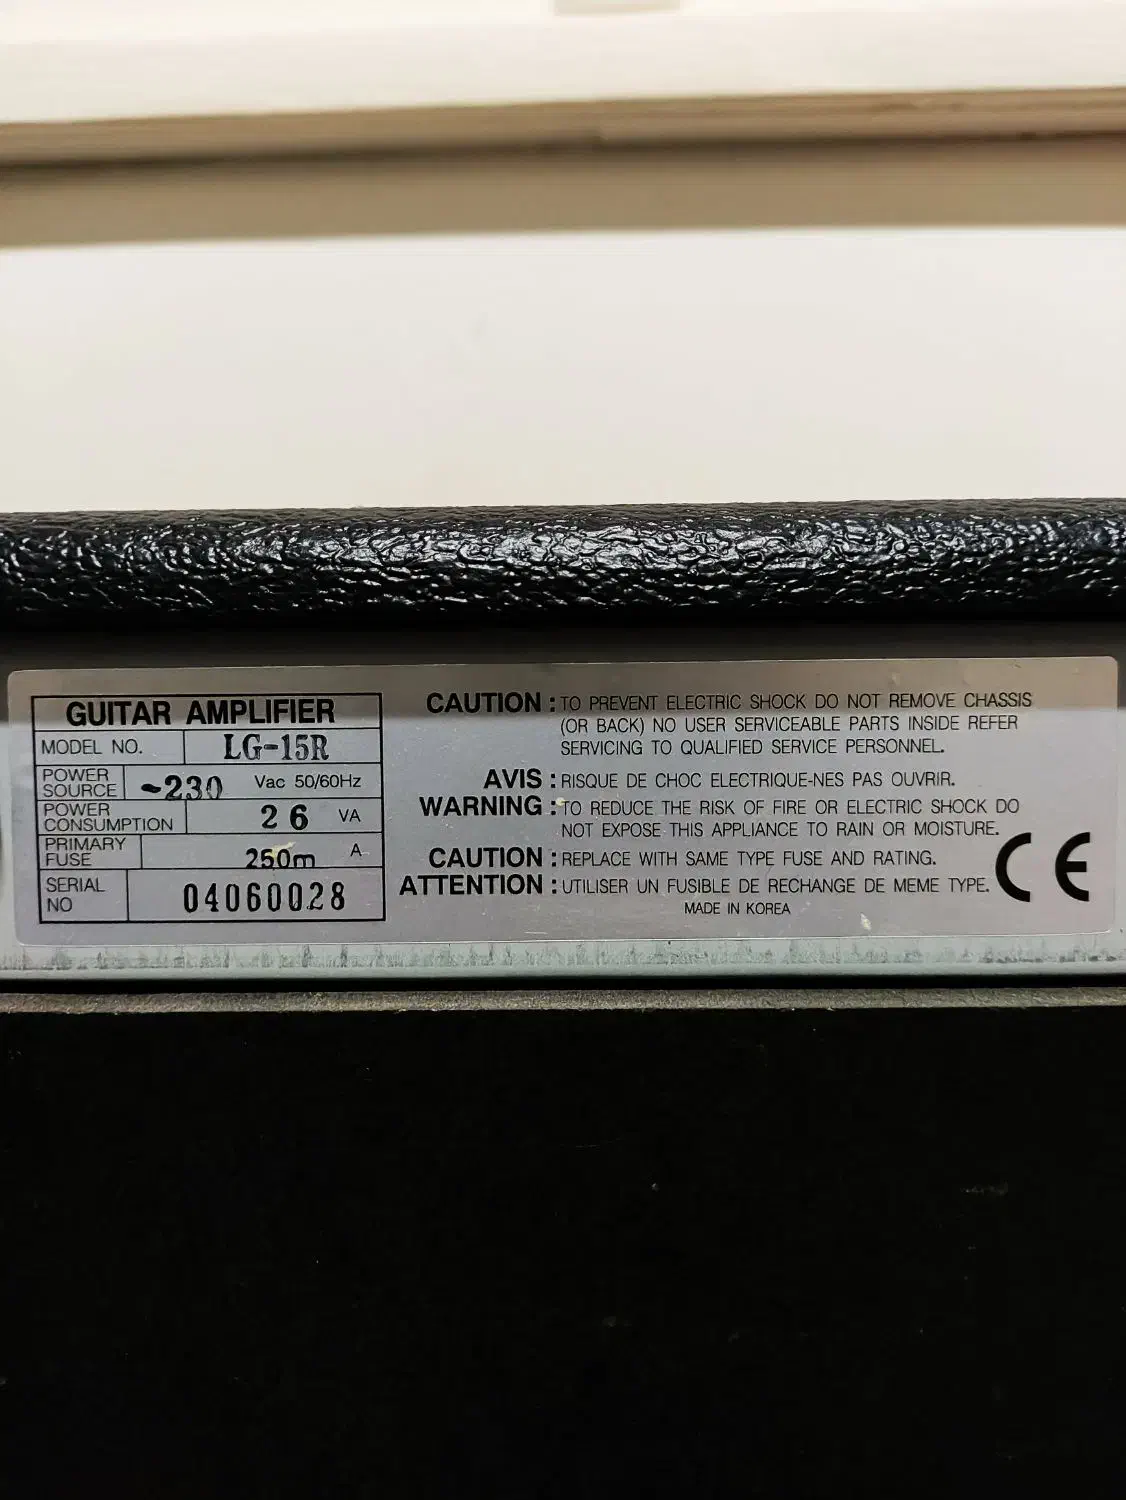 GUITAR AMPLIFIER
MODEL NO. LG-15R
POWER SOURCE ~230 Vac 50/60Hz
POWER CONSUMPTION 26 VA
PRIMARY FUSE 250m A
SERIAL NO 04060028
CAUTION : TO PREVENT ELECTRIC SHOCK DO NOT REMOVE CHASSIS
(OR BACK) NO USER SERVICEABLE PARTS INSIDE REFER
SERVICING TO QUALIFIED SERVICE PERSONNEL.
AVIS : RISQUE DE CHOC ELECTRIQUE-NES PAS OUVRIR.
WARNING : TO REDUCE THE RISK OF FIRE OR ELECTRIC SHOCK DO
NOT EXPOSE THIS APPLIANCE TO RAIN OR MOISTURE.
CAUTION : REPLACE WITH SAME TYPE FUSE AND RATING.
ATTENTION : UTILISER UN FUSIBLE DE RECHANGE DE MEME TYPE.
MADE IN KOREA
CE